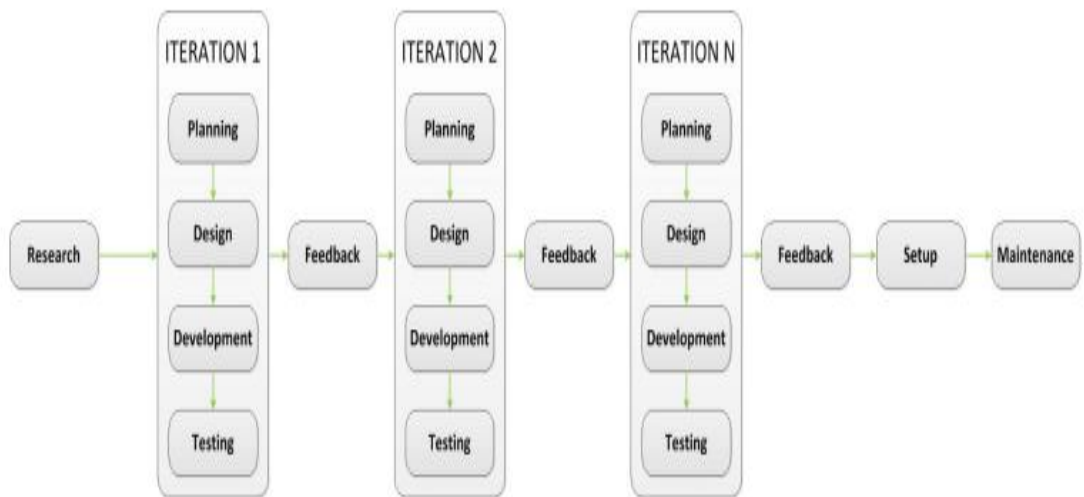 Research
ITERATION 1
Planning
Design
Development
Testing
Feedback
ITERATION 2
Planning
Design
Development
Testing
Feedback
ITERATION N
Planning
Design
Development
Testing
Feedback
Setup
Maintenance